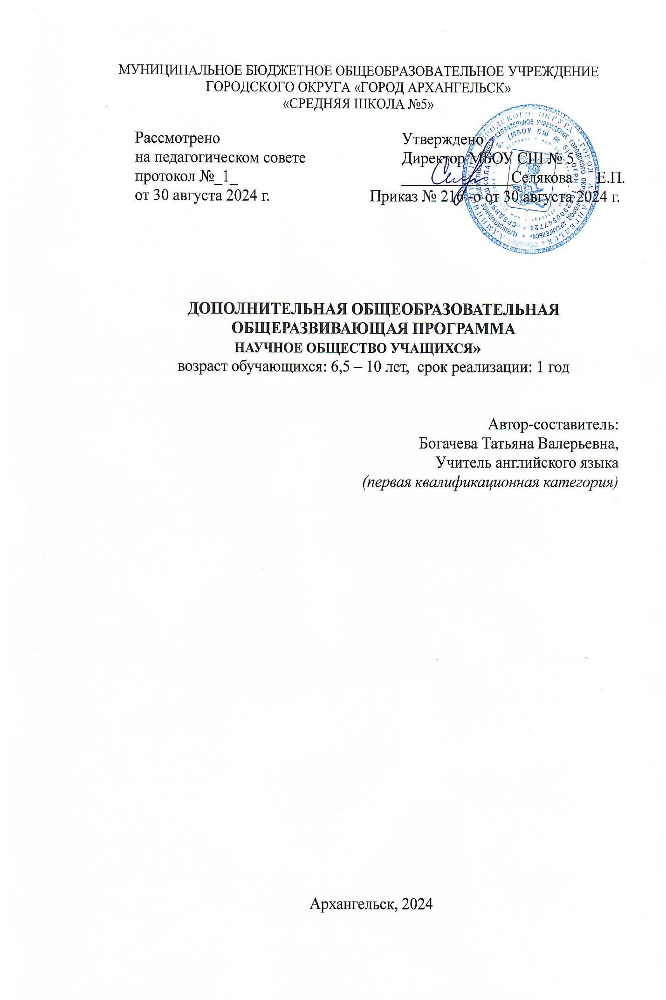 МУНИЦИПАЛЬНОЕ БЮДЖЕТНОЕ ОБЩЕОБРАЗОВАТЕЛЬНОЕ УЧРЕЖДЕНИЕ
ГОРОДСКОГО ОКРУГА «ГОРОД АРХАНГЕЛЬСК»
«СРЕДНЯЯ ШКОЛА №5»
Рассмотрено
на педагогическом совете
протокол №_1_
от 30 августа 2024 г.
Утверждено
Директор МБОУ СШ № 5
______________Селякова Е.П.
Приказ № 216 -о от 30 августа 2024 г.
ДОПОЛНИТЕЛЬНАЯ ОБЩЕОБРАЗОВАТЕЛЬНАЯ
ОБЩЕРАЗВИВАЮЩАЯ ПРОГРАММА
НАУЧНОЕ ОБЩЕСТВО УЧАЩИХСЯ»
возраст обучающихся: 6,5 – 10 лет, срок реализации: 1 год
Автор-составитель:
Богачева Татьяна Валерьевна,
Учитель английского языка
(первая квалификационная категория)
Архангельск, 2024